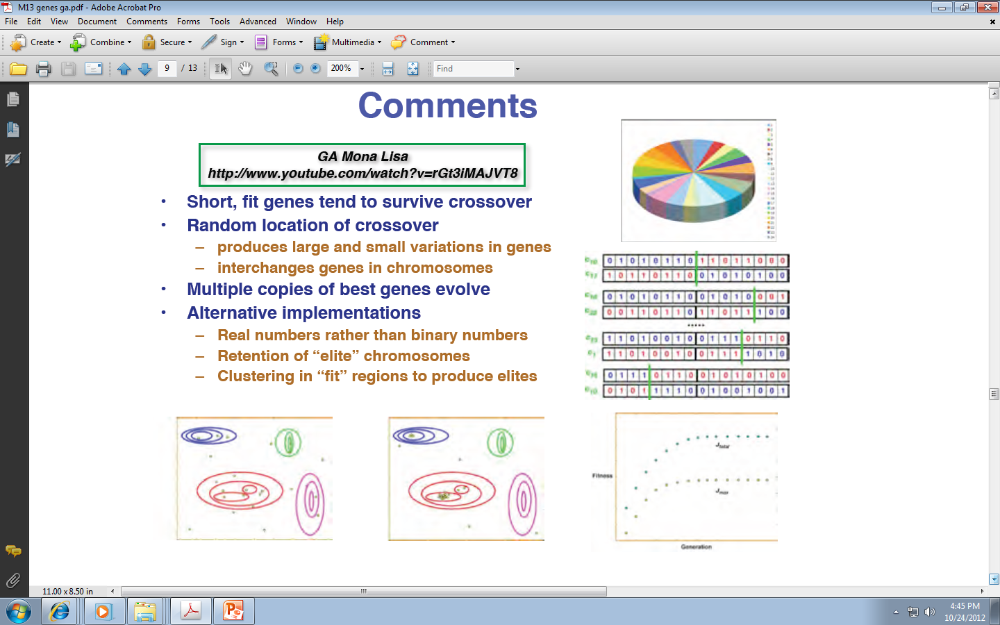 M13 genes ga.pdf - Adobe Acrobat Pro
File Edit View Document Comments Forms Tools Advanced Window Help
Create Combine Secure Sign Forms Multimedia Comment
9 / 13 200% Find
Comments
GA Mona Lisa
http://www.youtube.com/watch?v=rGt3iMAJVT8
• Short, fit genes tend to survive crossover
• Random location of crossover
– produces large and small variations in genes
– interchanges genes in chromosomes
• Multiple copies of best genes evolve
• Alternative implementations
– Real numbers rather than binary numbers
– Retention of “elite” chromosomes
– Clustering in “fit” regions to produce elites
0 1 0 1 0 1 1 0 1 1 0 1 1 0 0 0
1 0 1 1 0 1 1 0 0 1 0 1 0 1 0 0
0 1 0 1 0 1 1 0 0 1 0 1 0 0 0 1
0 0 1 1 0 1 1 0 1 1 0 1 1 1 0 0
.....
1 1 0 1 0 0 1 0 0 1 1 1 0 1 1 0
1 1 0 1 0 0 1 0 0 1 1 1 1 0 1 0
0 1 1 1 0 1 1 0 0 1 0 1 0 1 0 0
0 1 0 1 1 1 1 0 0 1 0 0 1 0 0 1
Fitness
J total
J max
Generation
11.00 x 8.50 in
4:45 PM
10/24/2012